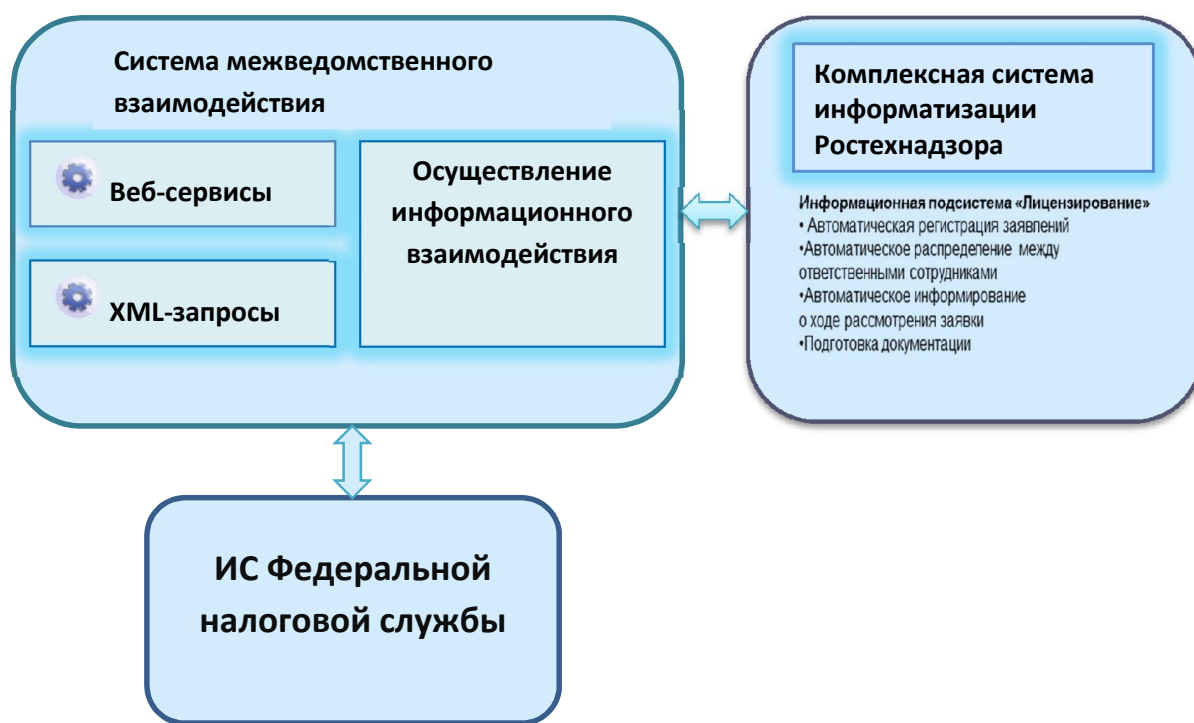 Система межведомственного
взаимодействия
Веб-сервисы
XML-запросы
Осуществление
информационного
взаимодействия
Комплексная система
информатизации
Ростехнадзора
Информационная подсистема «Лицензирование»
• Автоматическая регистрация заявлений
•Автоматическое распределение между
ответственными сотрудниками
•Автоматическое информирование
о ходе рассмотрения заявки
•Подготовка документации
ИС Федеральной
налоговой службы